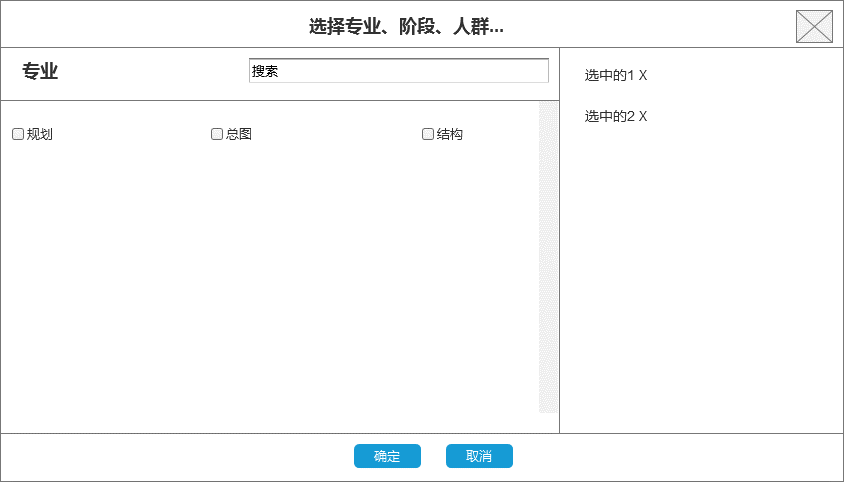 选择专业、阶段、人群...
专业
搜索
规划 总图 结构
选中的1 X
选中的2 X
确定 取消